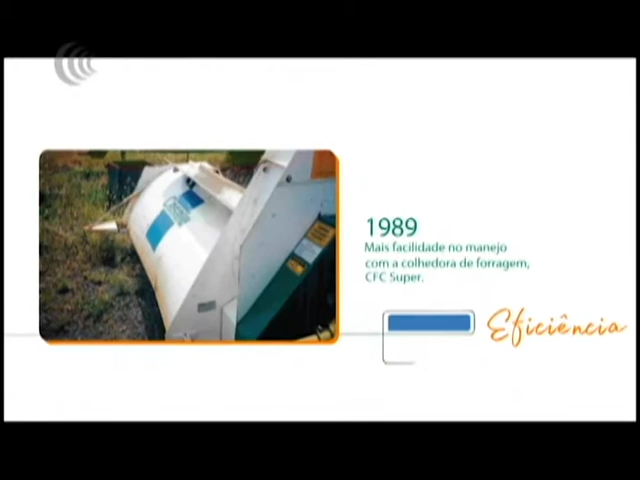 1989
Mais facilidade no manejo
com a colhedora de forragem,
CFC Super.
Eficiência